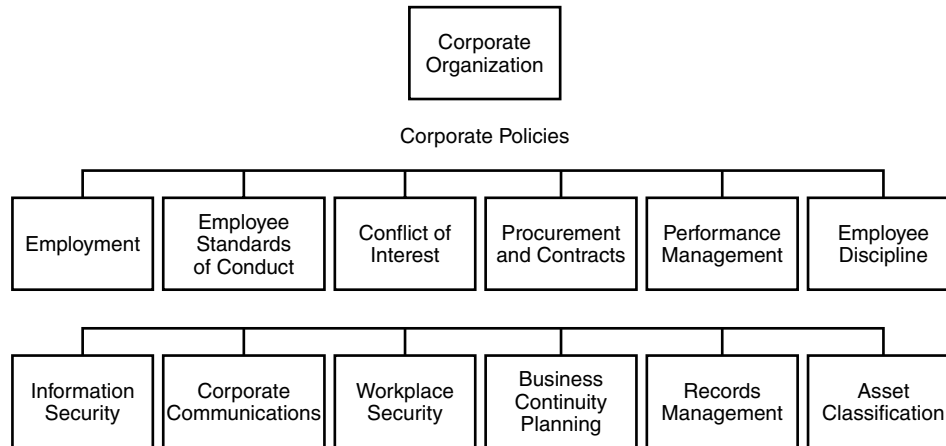 Corporate
Organization
Corporate Policies
Employment
Employee
Standards
of Conduct
Conflict of
Interest
Procurement
and Contracts
Performance
Management
Employee
Discipline
Information
Security
Corporate
Communications
Workplace
Security
Business
Continuity
Planning
Records
Management
Asset
Classification